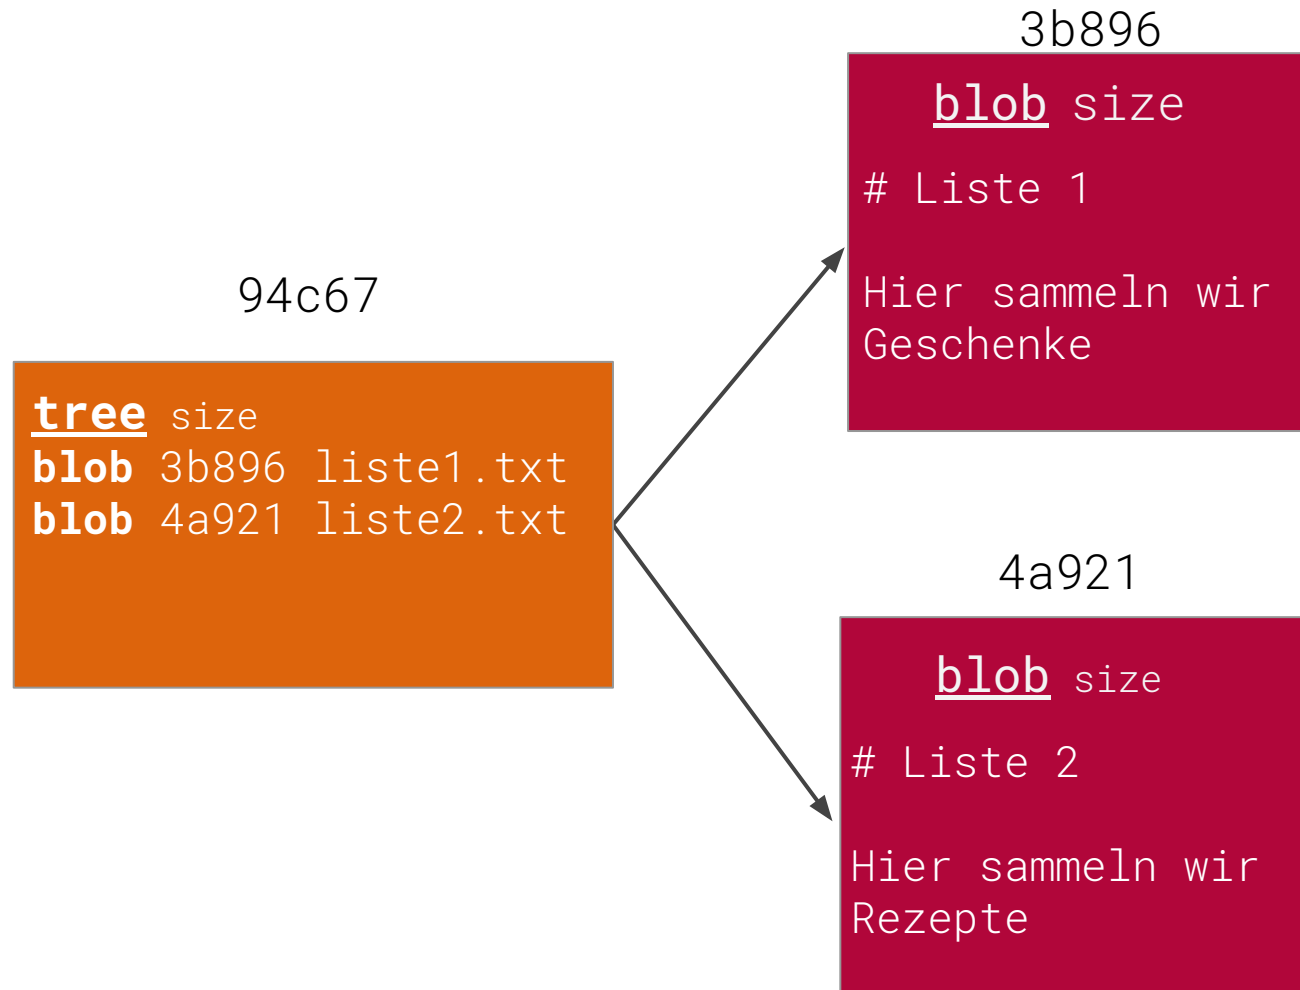 94c67
tree size
blob 3b896 liste1.txt
blob 4a921 liste2.txt
3b896
blob size
# Liste 1
Hier sammeln wir
Geschenke
4a921
blob size
# Liste 2
Hier sammeln wir
Rezepte